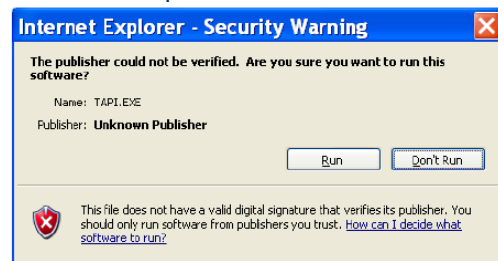 Internet Explorer - Security Warning
The publisher could not be verified. Are you sure you want to run this
software?
Name: TAPI.EXE
Publisher: Unknown Publisher
Run Don't Run
This file does not have a valid digital signature that verifies its publisher. You
should only run software from publishers you trust. How can I decide what
software to run?